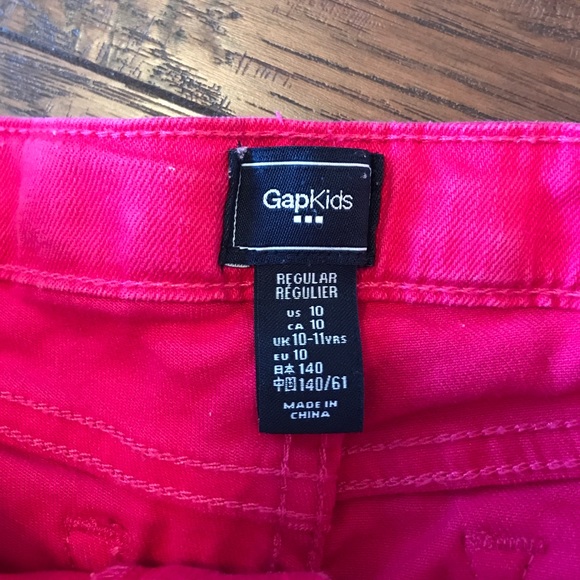 GapKids
REGULAR
RÉGULIER
US 10
CA 10
UK 10-11YRS
EU 10
日本 140
中国 140/61
MADE IN
CHINA